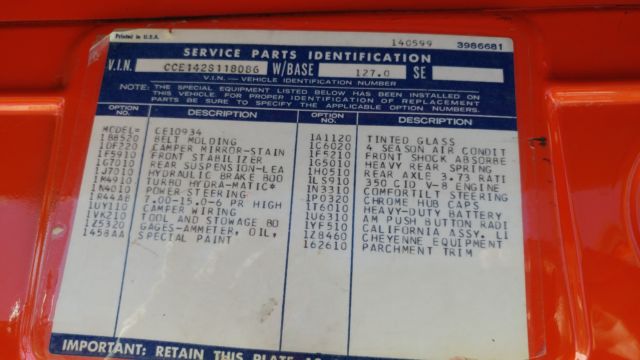 Printed in U.S.A. 140599 3986681
SERVICE PARTS IDENTIFICATION
V.I.N. CCE142S118086 W/BASE 127.0 SE
V.I.N. — VEHICLE IDENTIFICATION NUMBER
NOTE: THE SPECIAL EQUIPMENT LISTED BELOW HAS BEEN INSTALLED ON
THIS VEHICLE. FOR PROPER IDENTIFICATION OF REPLACEMENT
PARTS BE SURE TO SPECIFY THE APPLICABLE OPTION NUMBER.
OPTION NO. DESCRIPTION OPTION NO. DESCRIPTION
MODEL= CE10934
1B8520 BELT MOLDING 1A1120 TINTED GLASS
1DF220 CAMPER MIRROR-STAIN 1C6020 4 SEASON AIR CONDIT
1F5910 FRONT STABILIZER 1F5210 FRONT SHOCK ABSORBE
1G7010 REAR SUSPENSION-LEA 1G5010 HEAVY REAR SPRING
1J7010 HYDRAULIC BRAKE BOO 1H0510 REAR AXLE 3.73 RATI
1M4910 TURBO HYDRA-MATIC* 1LS910 350 CID V-8 ENGINE
1N4010 POWER STEERING 1N3310 COMFORTILT STEERING
1R44AB 7.00-15.0-6 PR HIGH 1P0320 CHROME HUB CAPS
1UY110 CAMPER WIRING 1T6010 HEAVY-DUTY BATTERY
1VK210 TOOL AND STOWAGE BO 1U6310 AM PUSH BUTTON RADI
1Z5320 GAGES-AMMETER, OIL, 1YF510 CALIFORNIA ASSY. LI
1458AA SPECIAL PAINT 1Z8460 CHEYENNE EQUIPMENT
162610 PARCHMENT TRIM
IMPORTANT: RETAIN THIS PLATE AS